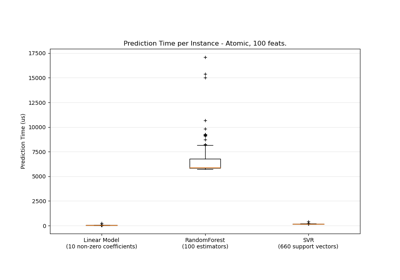 Prediction Time per Instance - Atomic, 100 feats.
17500
15000
12500
10000
7500
5000
2500
0
Prediction Time (us)
Linear Model
(10 non-zero coefficients)
RandomForest
(100 estimators)
SVR
(660 support vectors)